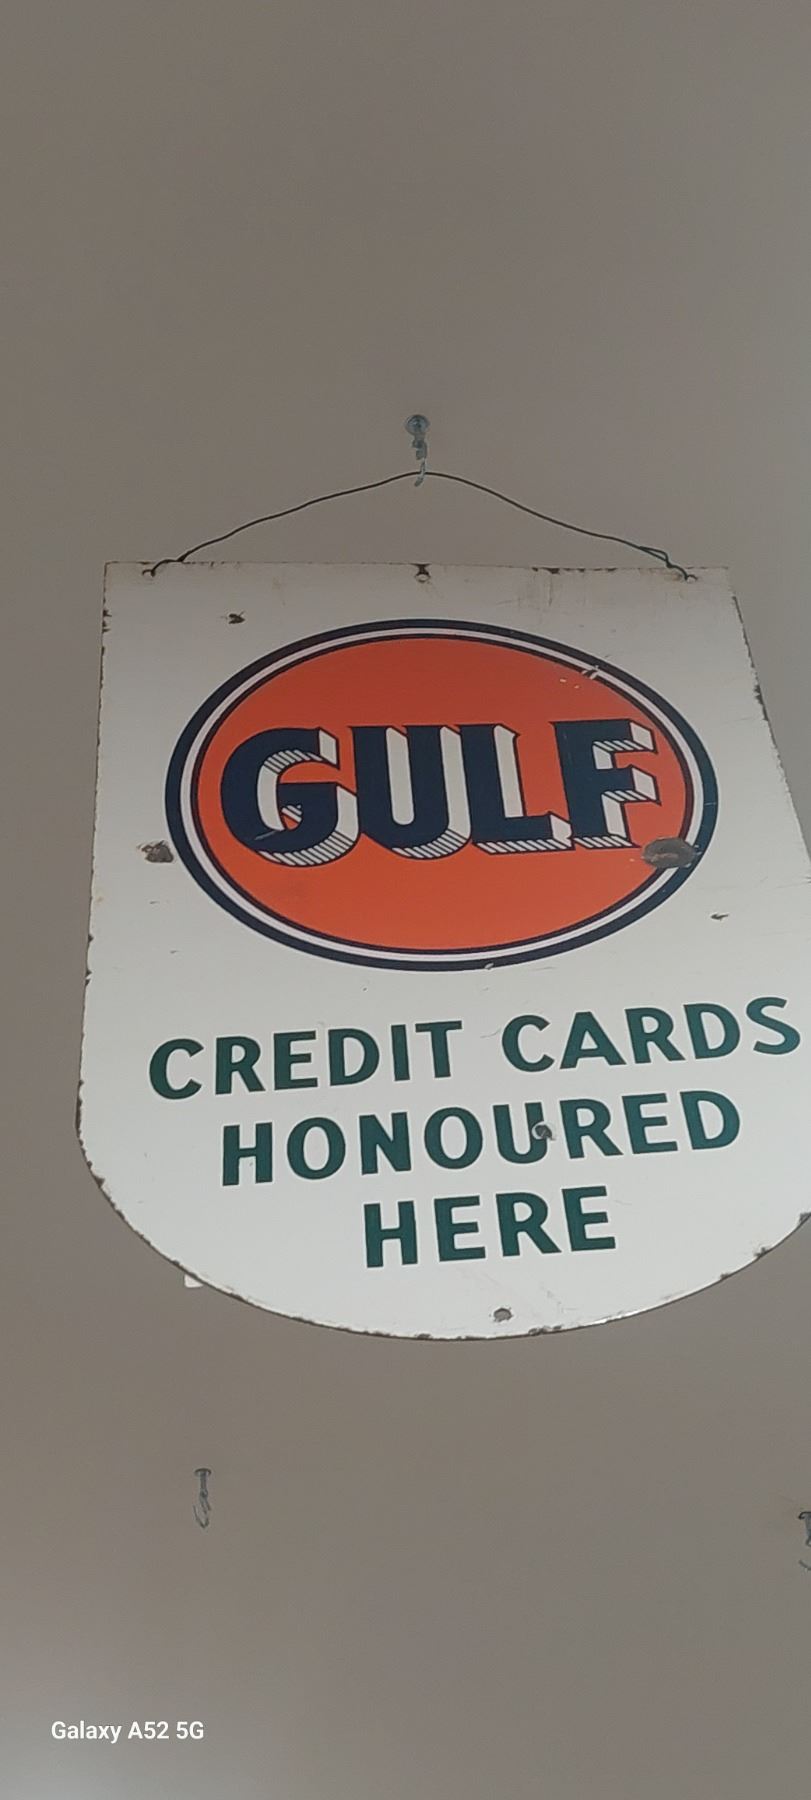 GULF
CREDIT CARDS
HONOURED
HERE
Galaxy A52 5G